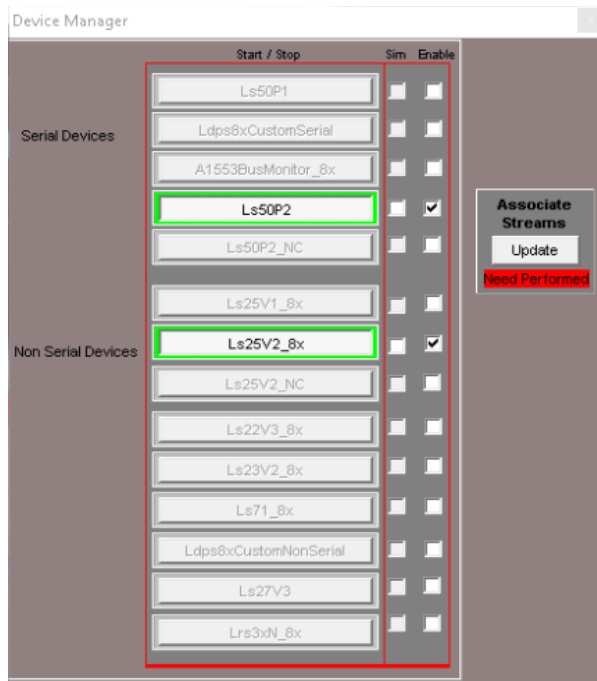 Device Manager
Start / Stop
Sim
Enable
Serial Devices
Ls50P1
Ldps8xCustomSerial
A1553BusMonitor_8x
Ls50P2
Ls50P2_NC
Associate
Streams
Update
Need Performed
Non Serial Devices
Ls25V1_8x
Ls25V2_8x
Ls25V2_NC
Ls22V3_8x
Ls23V2_8x
Ls71_8x
Ldps8xCustomNonSerial
Ls27V3
Lrs3xN_8x